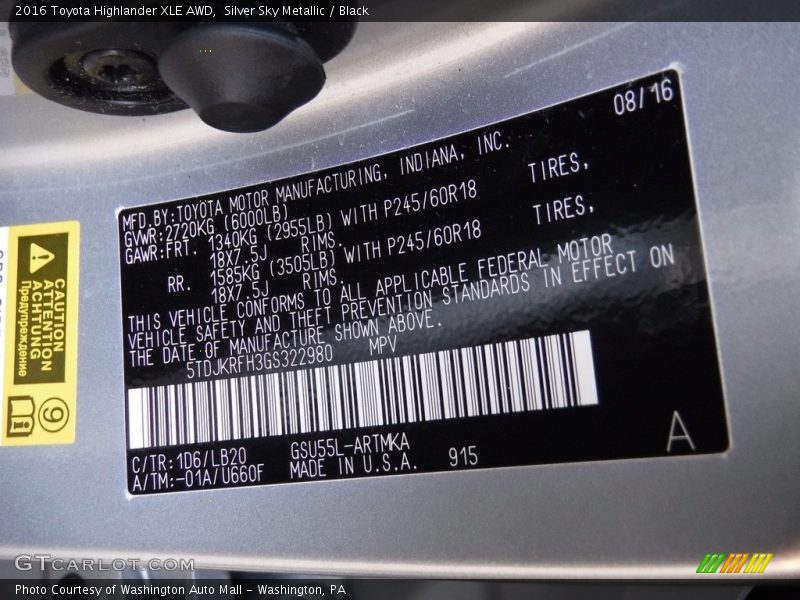 2016 Toyota Highlander XLE AWD,  Silver Sky Metallic / Black
08/16
MFD. BY:TOYOTA MOTOR MANUFACTURING, INDIANA, INC.
GVWR:2720KG (6000LB)
GAWR:FRT. 1340KG (2955LB) WITH P245/60R18 TIRES,
18X7.5J RIMS.
RR. 1585KG (3505LB) WITH P245/60R18 TIRES,
18X7.5J RIMS.
THIS VEHICLE CONFORMS TO ALL APPLICABLE FEDERAL MOTOR
VEHICLE SAFETY AND THEFT PREVENTION STANDARDS IN EFFECT ON
THE DATE OF MANUFACTURE SHOWN ABOVE.
5TDJKRFH3GS322980 MPV
C/TR:1D6/LB20 GSU55L-ARTMKA
A/TM:-01A/U660F MADE IN U.S.A. 915
A
CAUTION
ATTENTION
ACHTUNG
Предупреждение
9
GTCarLot.com
Photo Courtesy of Washington Auto Mall - Washington, PA